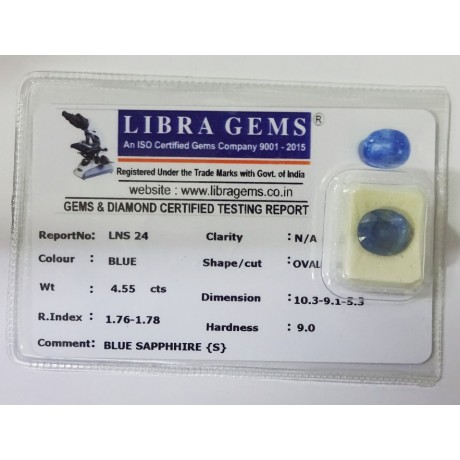 LIBRA GEMS ®
An ISO Certified Gems Company 9001 - 2015
Registered Under the Trade Marks with Govt. of India
website : www.libragems.co.in
GEMS & DIAMOND CERTIFIED TESTING REPORT
ReportNo: LNS 24 Clarity : N/A
Colour : BLUE Shape/cut : OVAL
Wt : 4.55 cts Dimension : 10.3-9.1-5.3
R.Index : 1.76-1.78 Hardness : 9.0
Comment: BLUE SAPPHHIRE {S}